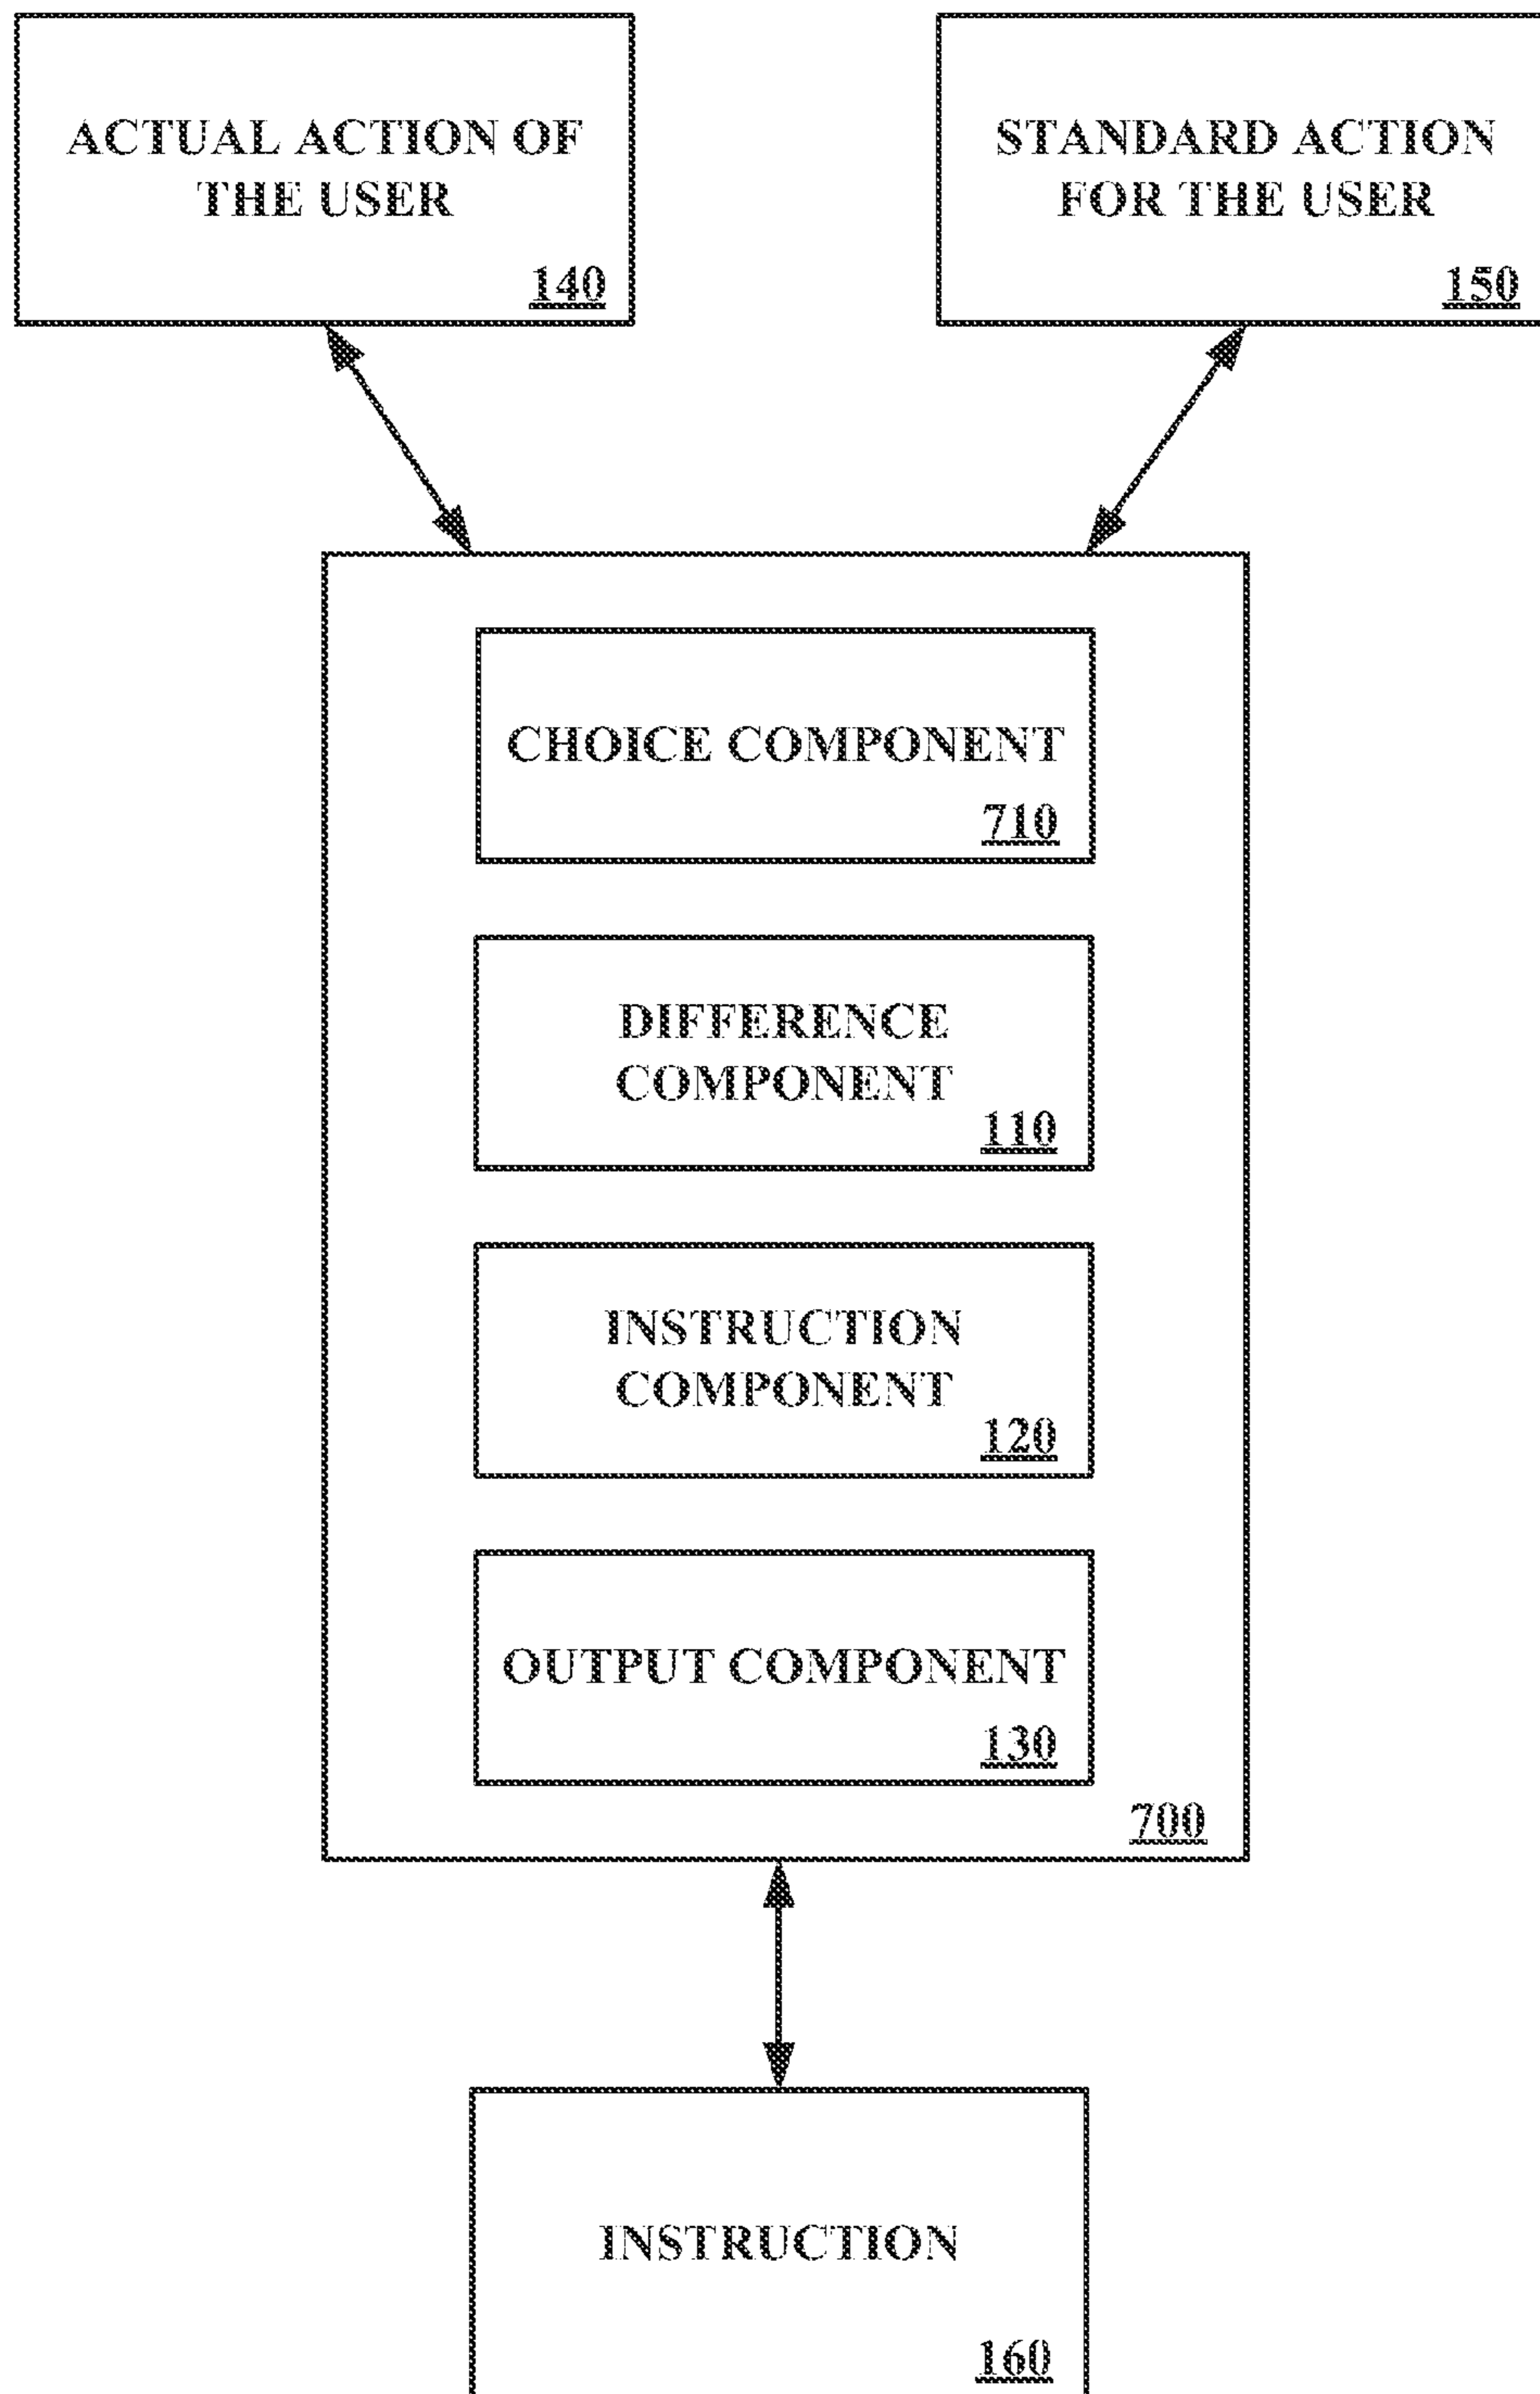 ACTUAL ACTION OF
THE USER
140
STANDARD ACTION
FOR THE USER
150
CHOICE COMPONENT
710
DIFFERENCE
COMPONENT
110
INSTRUCTION
COMPONENT
120
OUTPUT COMPONENT
130
700
INSTRUCTION
160